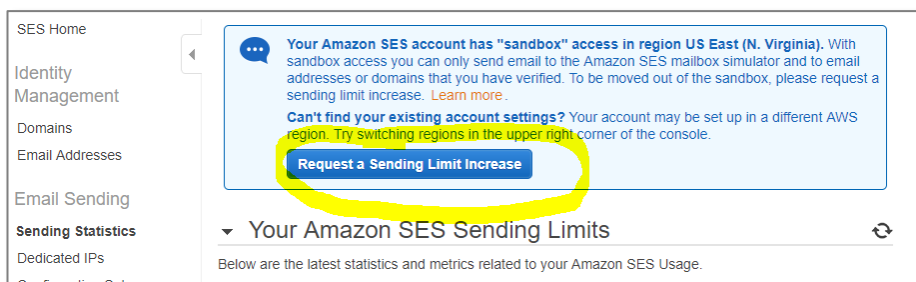 SES Home
Identity
Management
Domains
Email Addresses
Email Sending
Sending Statistics
Dedicated IPs
Your Amazon SES account has "sandbox" access in region US East (N. Virginia). With
sandbox access you can only send email to the Amazon SES mailbox simulator and to email
addresses or domains that you have verified. To be moved out of the sandbox, please request a
sending limit increase. Learn more.
Can't find your existing account settings? Your account may be set up in a different AWS
region. Try switching regions in the upper right corner of the console.
Request a Sending Limit Increase
Your Amazon SES Sending Limits
Below are the latest statistics and metrics related to your Amazon SES Usage.